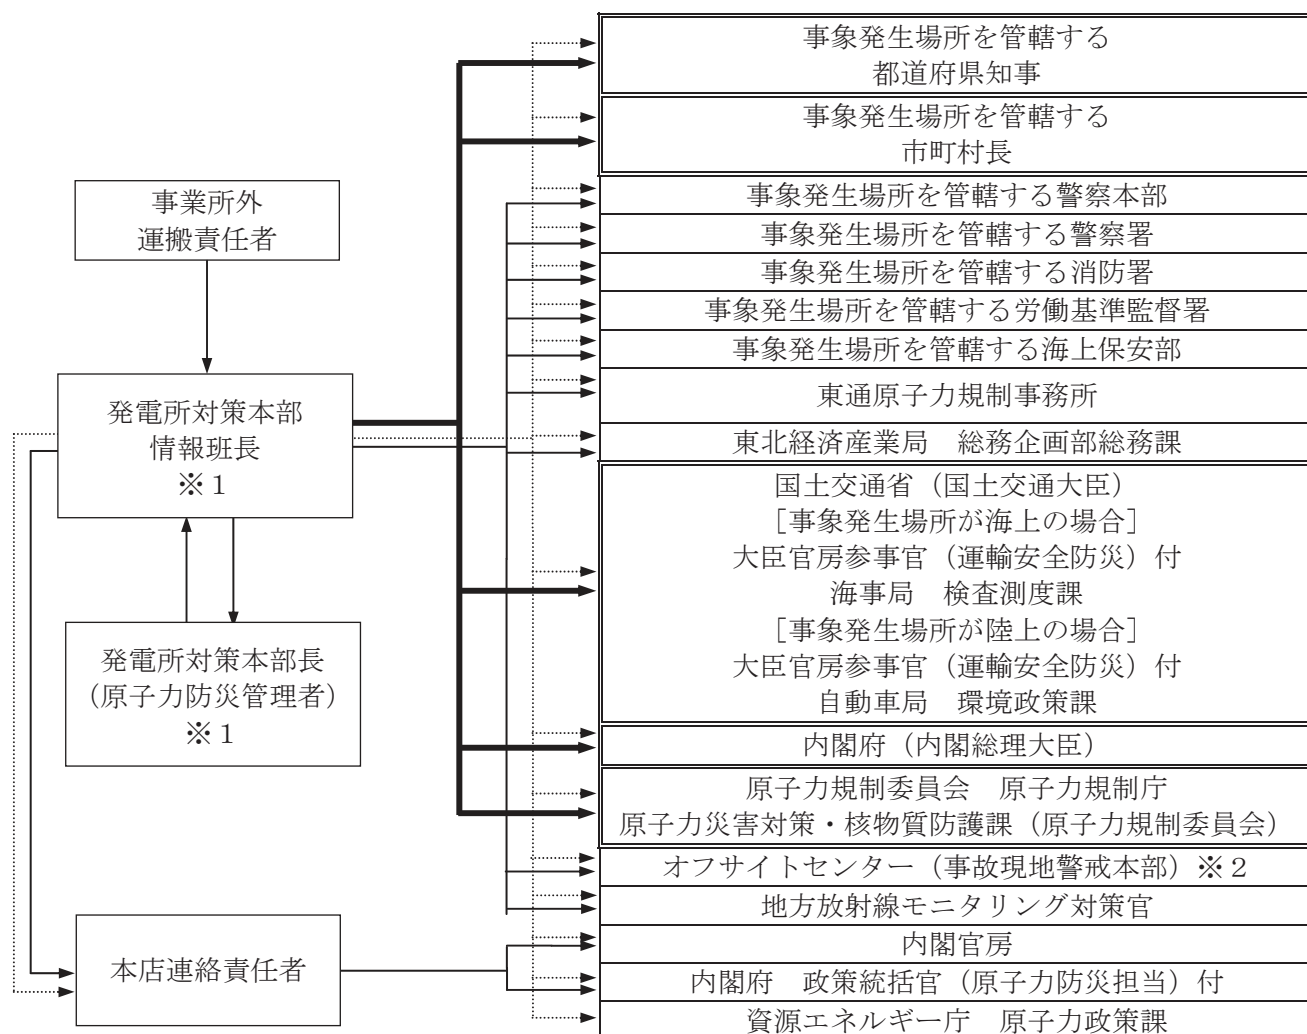 事業所外
運搬責任者
発電所対策本部
情報班長
※１
発電所対策本部長
（原子力防災管理者）
※１
本店連絡責任者
事象発生場所を管轄する
都道府県知事
事象発生場所を管轄する
市町村長
事象発生場所を管轄する警察本部
事象発生場所を管轄する警察署
事象発生場所を管轄する消防署
事象発生場所を管轄する労働基準監督署
事象発生場所を管轄する海上保安部
東通原子力規制事務所
東北経済産業局　総務企画部総務課
国土交通省（国土交通大臣）
［事象発生場所が海上の場合］
大臣官房参事官（運輸安全防災）付
海事局　検査測度課
［事象発生場所が陸上の場合］
大臣官房参事官（運輸安全防災）付
自動車局　環境政策課
内閣府（内閣総理大臣）
原子力規制委員会　原子力規制庁
原子力災害対策・核物質防護課（原子力規制委員会）
オフサイトセンター（事故現地警戒本部）※２
地方放射線モニタリング対策官
内閣官房
内閣府　政策統括官（原子力防災担当）付
資源エネルギー庁　原子力政策課